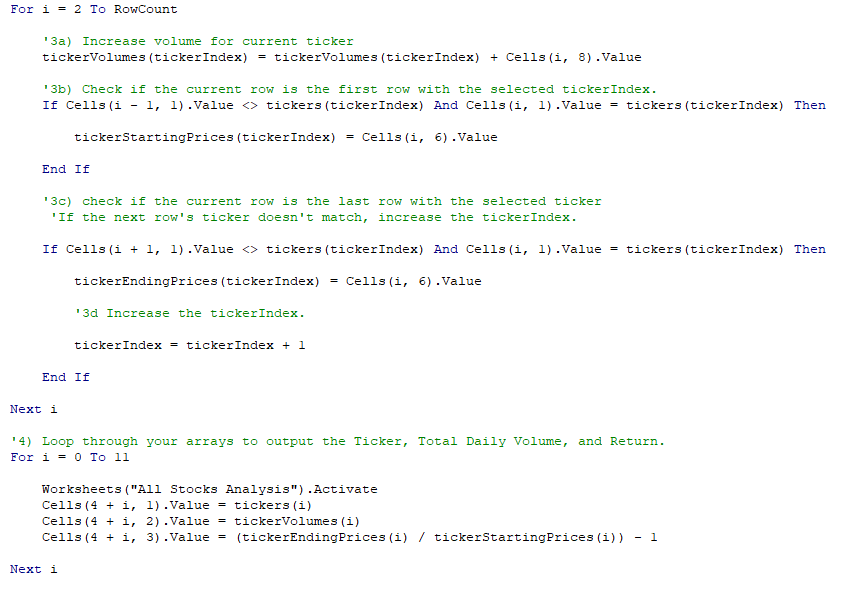 For i = 2 To RowCount
'3a) Increase volume for current ticker
tickerVolumes(tickerIndex) = tickerVolumes(tickerIndex) + Cells(i, 8).Value
'3b) Check if the current row is the first row with the selected tickerIndex.
If Cells(i - 1, 1).Value <> tickers(tickerIndex) And Cells(i, 1).Value = tickers(tickerIndex) Then
tickerStartingPrices(tickerIndex) = Cells(i, 6).Value
End If
'3c) check if the current row is the last row with the selected ticker
'If the next row's ticker doesn't match, increase the tickerIndex.
If Cells(i + 1, 1).Value <> tickers(tickerIndex) And Cells(i, 1).Value = tickers(tickerIndex) Then
tickerEndingPrices(tickerIndex) = Cells(i, 6).Value
'3d Increase the tickerIndex.
tickerIndex = tickerIndex + 1
End If
Next i
'4) Loop through your arrays to output the Ticker, Total Daily Volume, and Return.
For i = 0 To 11
Worksheets("All Stocks Analysis").Activate
Cells(4 + i, 1).Value = tickers(i)
Cells(4 + i, 2).Value = tickerVolumes(i)
Cells(4 + i, 3).Value = (tickerEndingPrices(i) / tickerStartingPrices(i)) - 1
Next i